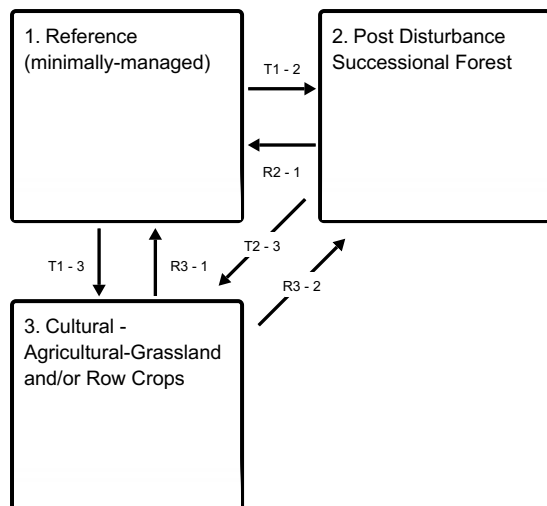 1. Reference
(minimally-managed)
2. Post Disturbance
Successional Forest
T1 - 2
R2 - 1
T1 - 3
R3 - 1
T2 - 3
R3 - 2
3. Cultural -
Agricultural-Grassland
and/or Row Crops